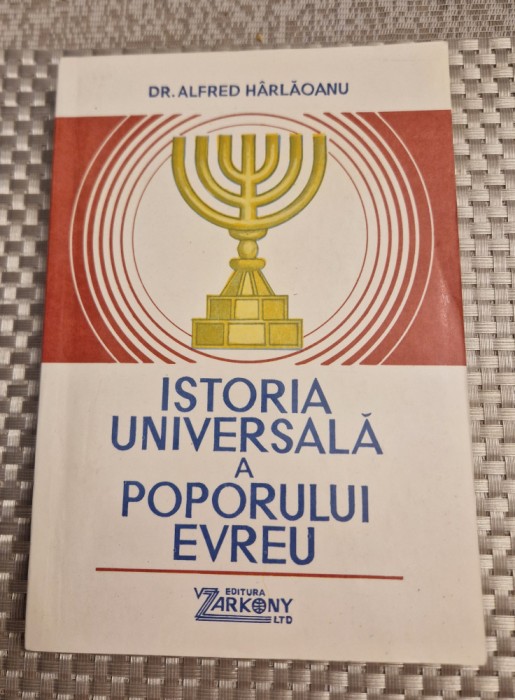 DR. ALFRED HÂRLĂOANU
ISTORIA
UNIVERSALĂ
A
POPORULUI
EVREU
EDITURA
ZARKONY
LTD